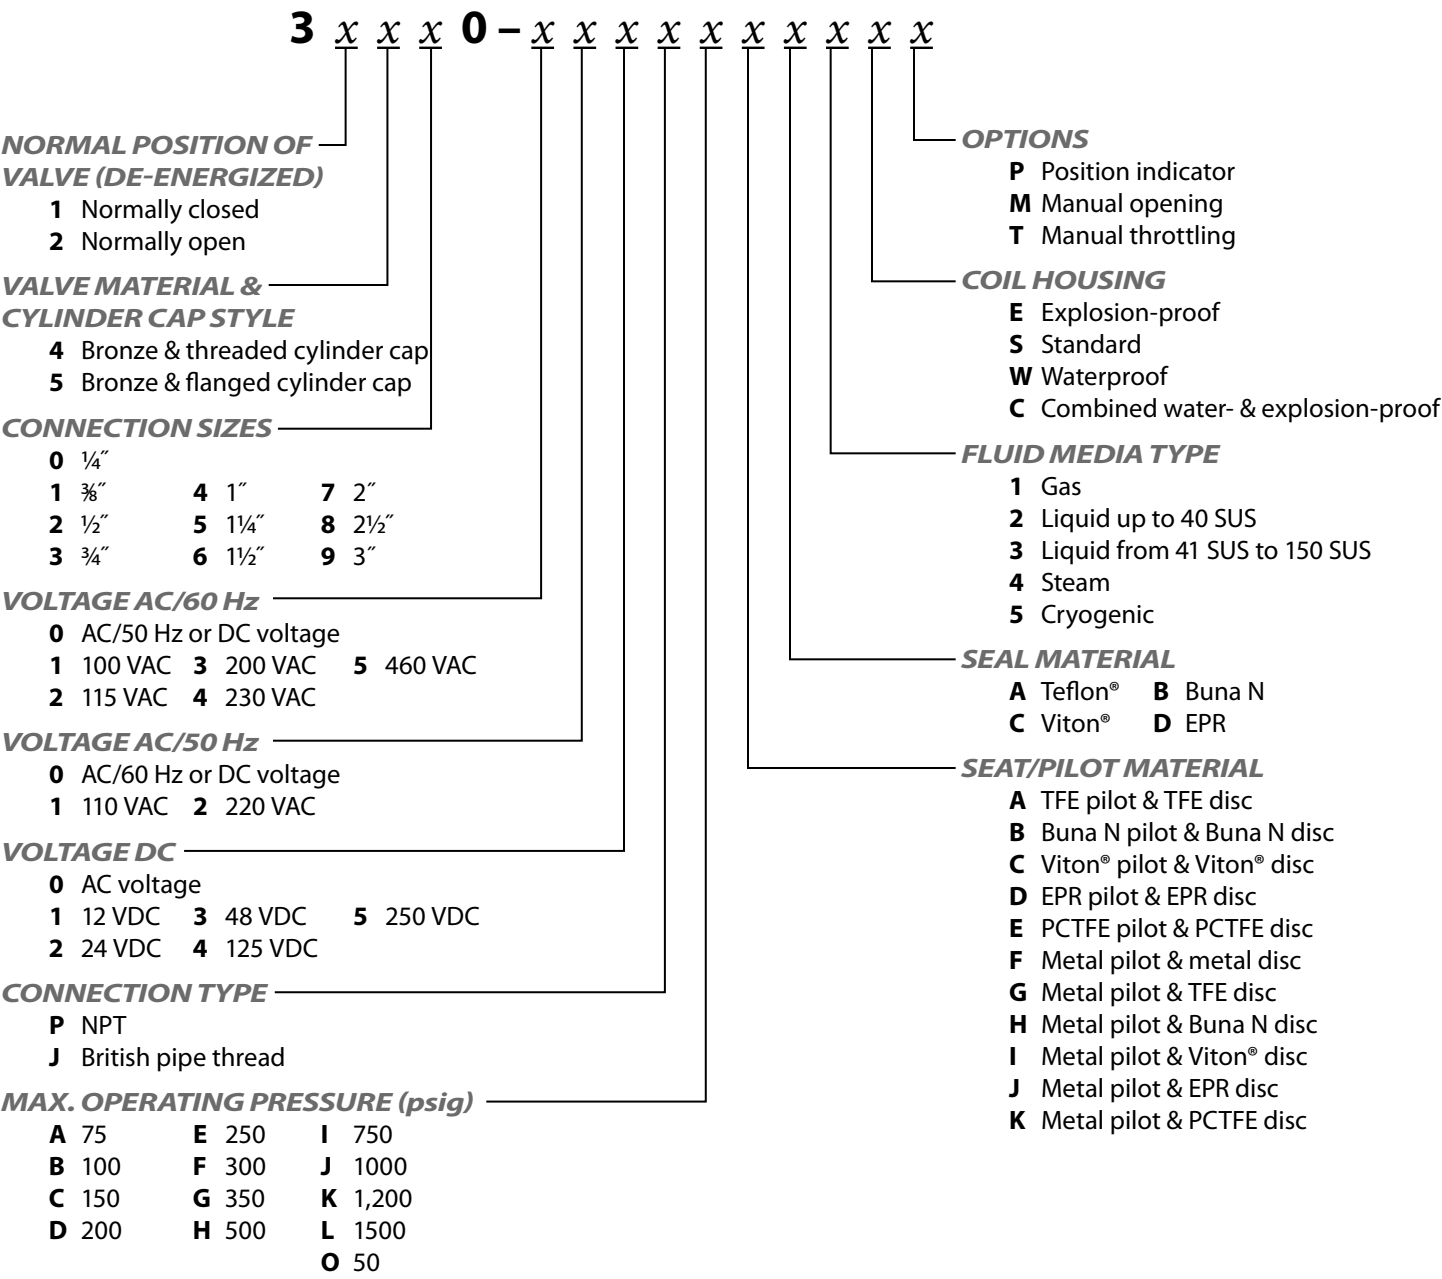 3 x x x 0 – x x x x x x x x x x
NORMAL POSITION OF
VALVE (DE-ENERGIZED)
1 Normally closed
2 Normally open
VALVE MATERIAL &
CYLINDER CAP STYLE
4 Bronze & threaded cylinder cap
5 Bronze & flanged cylinder cap
CONNECTION SIZES
0 ¼˝
1 ⅜˝ 4 1˝ 7 2˝
2 ½˝ 5 1¼˝ 8 2½˝
3 ¾˝ 6 1½˝ 9 3˝
VOLTAGE AC/60 Hz
0 AC/50 Hz or DC voltage
1 100 VAC 3 200 VAC 5 460 VAC
2 115 VAC 4 230 VAC
VOLTAGE AC/50 Hz
0 AC/60 Hz or DC voltage
1 110 VAC 2 220 VAC
VOLTAGE DC
0 AC voltage
1 12 VDC 3 48 VDC 5 250 VDC
2 24 VDC 4 125 VDC
CONNECTION TYPE
P NPT
J British pipe thread
MAX. OPERATING PRESSURE (psig)
A 75 E 250 I 750
B 100 F 300 J 1000
C 150 G 350 K 1,200
D 200 H 500 L 1500
O 50
OPTIONS
P Position indicator
M Manual opening
T Manual throttling
COIL HOUSING
E Explosion-proof
S Standard
W Waterproof
C Combined water- & explosion-proof
FLUID MEDIA TYPE
1 Gas
2 Liquid up to 40 SUS
3 Liquid from 41 SUS to 150 SUS
4 Steam
5 Cryogenic
SEAL MATERIAL
A Teflon® B Buna N
C Viton® D EPR
SEAT/PILOT MATERIAL
A TFE pilot & TFE disc
B Buna N pilot & Buna N disc
C Viton® pilot & Viton® disc
D EPR pilot & EPR disc
E PCTFE pilot & PCTFE disc
F Metal pilot & metal disc
G Metal pilot & TFE disc
H Metal pilot & Buna N disc
I Metal pilot & Viton® disc
J Metal pilot & EPR disc
K Metal pilot & PCTFE disc